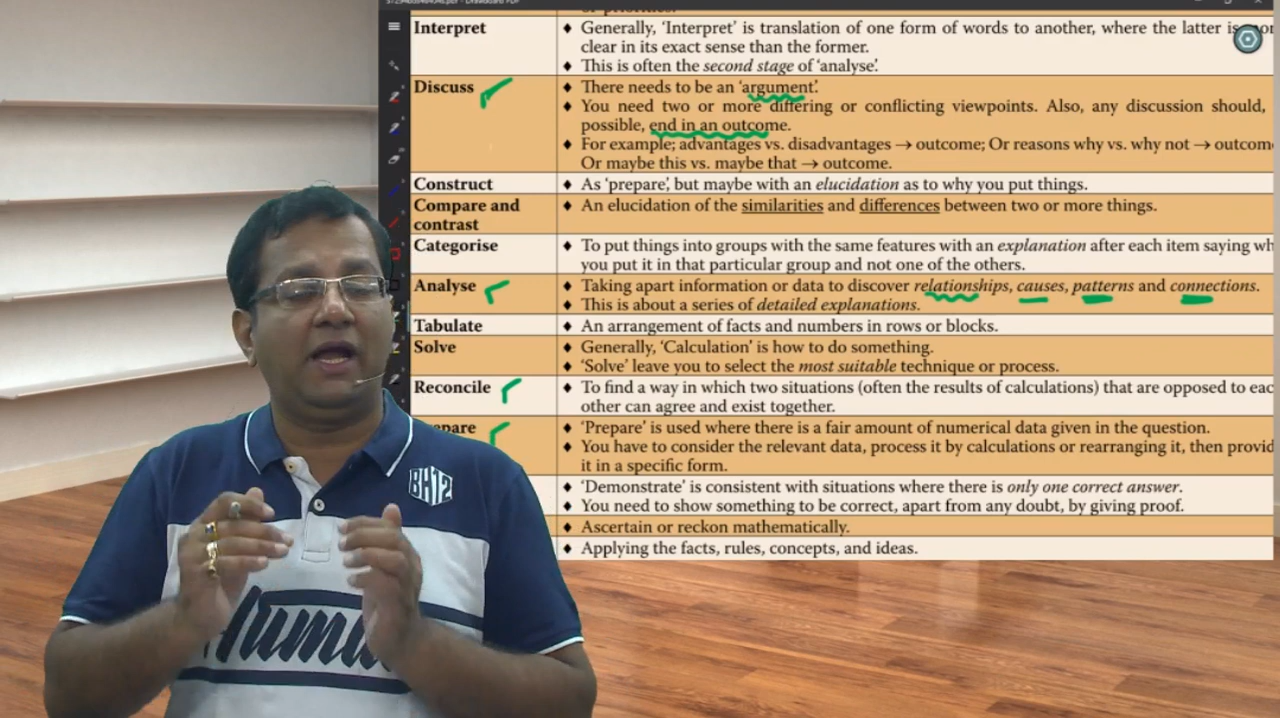 or priorities.
Interpret
♦ Generally, 'Interpret' is translation of one form of words to another, where the latter is
clear in its exact sense than the former.
♦ This is often the second stage of 'analyse'.
Discuss
♦ There needs to be an 'argument'.
♦ You need two or more differing or conflicting viewpoints. Also, any discussion should,
possible, end in an outcome.
♦ For example; advantages vs. disadvantages → outcome; Or reasons why vs. why not → outcom
Or maybe this vs. maybe that → outcome.
Construct
♦ As 'prepare', but maybe with an elucidation as to why you put things.
Compare and
contrast
♦ An elucidation of the similarities and differences between two or more things.
Categorise
♦ To put things into groups with the same features with an explanation after each item saying wh
you put it in that particular group and not one of the others.
Analyse
♦ Taking apart information or data to discover relationships, causes, patterns and connections.
♦ This is about a series of detailed explanations.
Tabulate
♦ An arrangement of facts and numbers in rows or blocks.
Solve
♦ Generally, 'Calculation' is how to do something.
♦ 'Solve' leave you to select the most suitable technique or process.
Reconcile
♦ To find a way in which two situations (often the results of calculations) that are opposed to eac
other can agree and exist together.
epare
♦ 'Prepare' is used where there is a fair amount of numerical data given in the question.
♦ You have to consider the relevant data, process it by calculations or rearranging it, then provid
it in a specific form.
♦ 'Demonstrate' is consistent with situations where there is only one correct answer.
♦ You need to show something to be correct, apart from any doubt, by giving proof.
♦ Ascertain or reckon mathematically.
♦ Applying the facts, rules, concepts, and ideas.
BH12